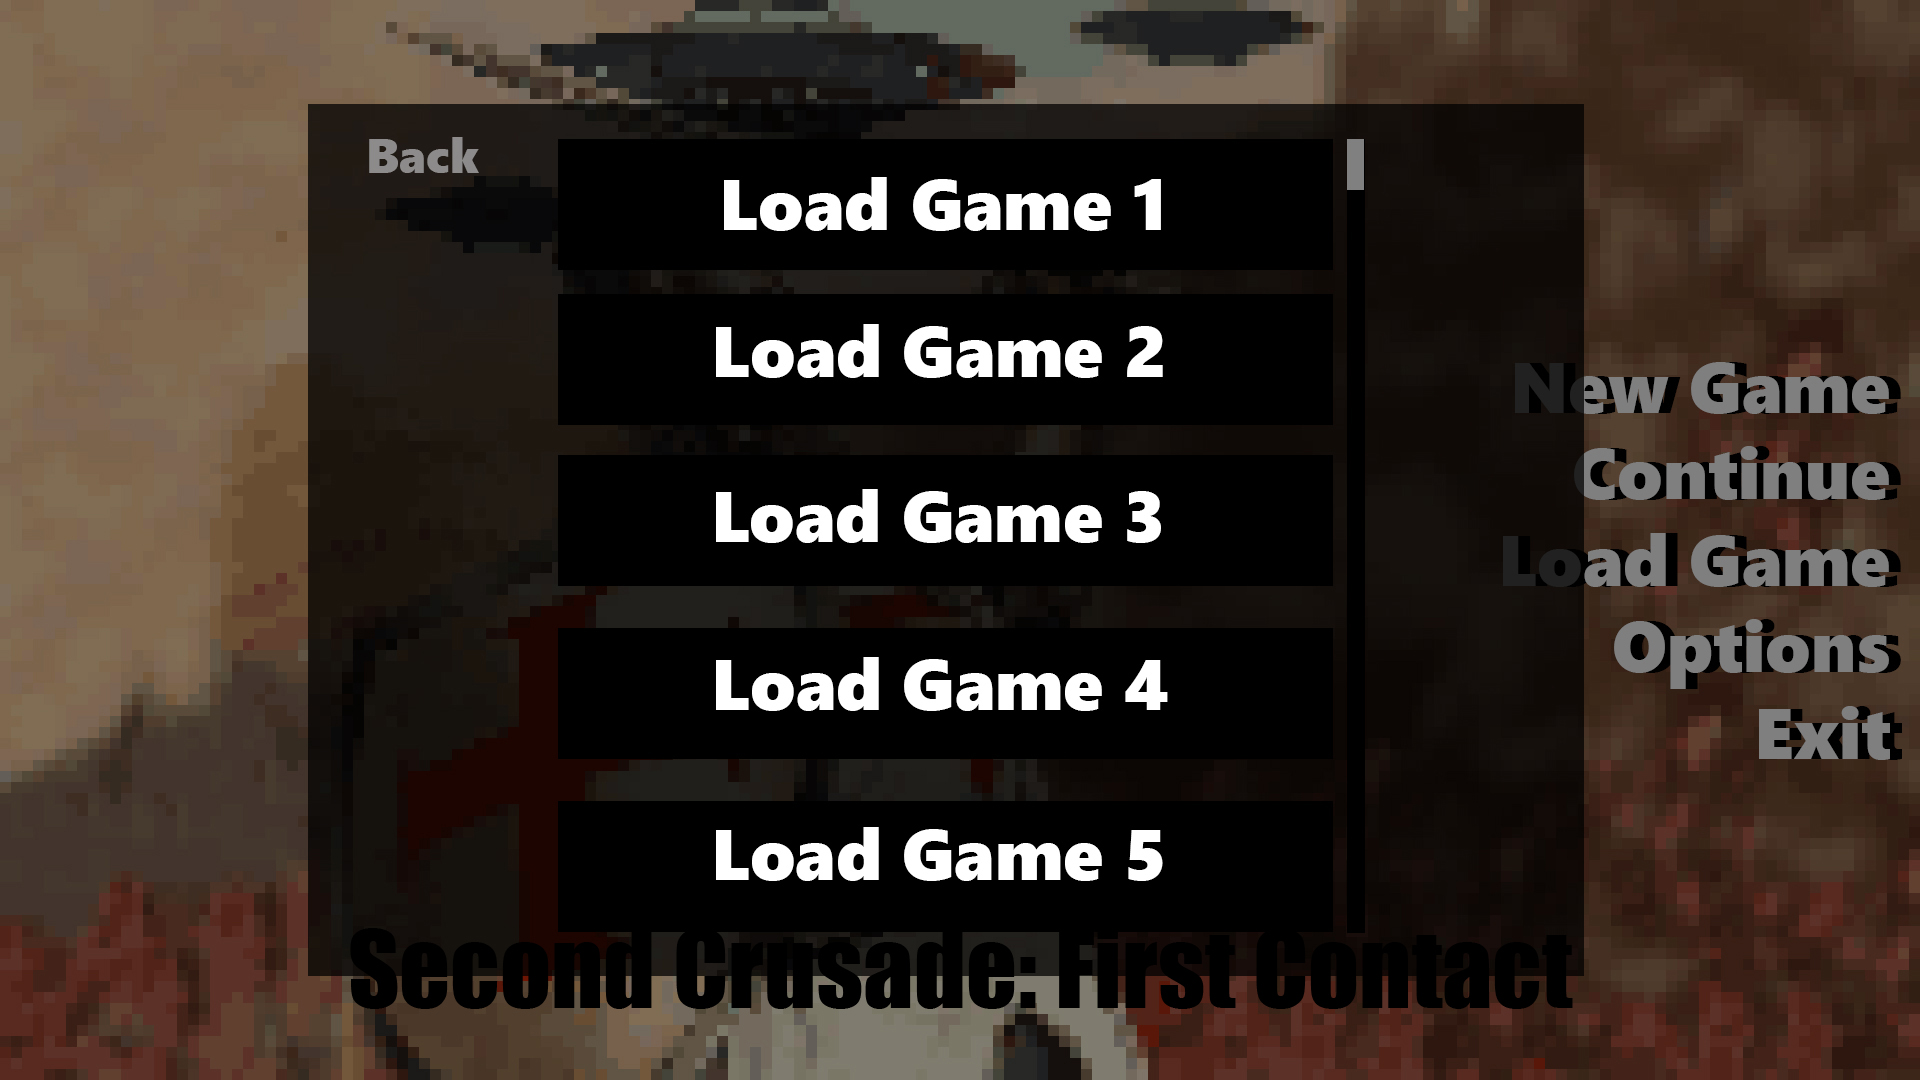 Back
Load Game 1
Load Game 2
Load Game 3
Load Game 4
Load Game 5
New Game
Continue
Load Game
Options
Exit
Second Crusade: First Contact